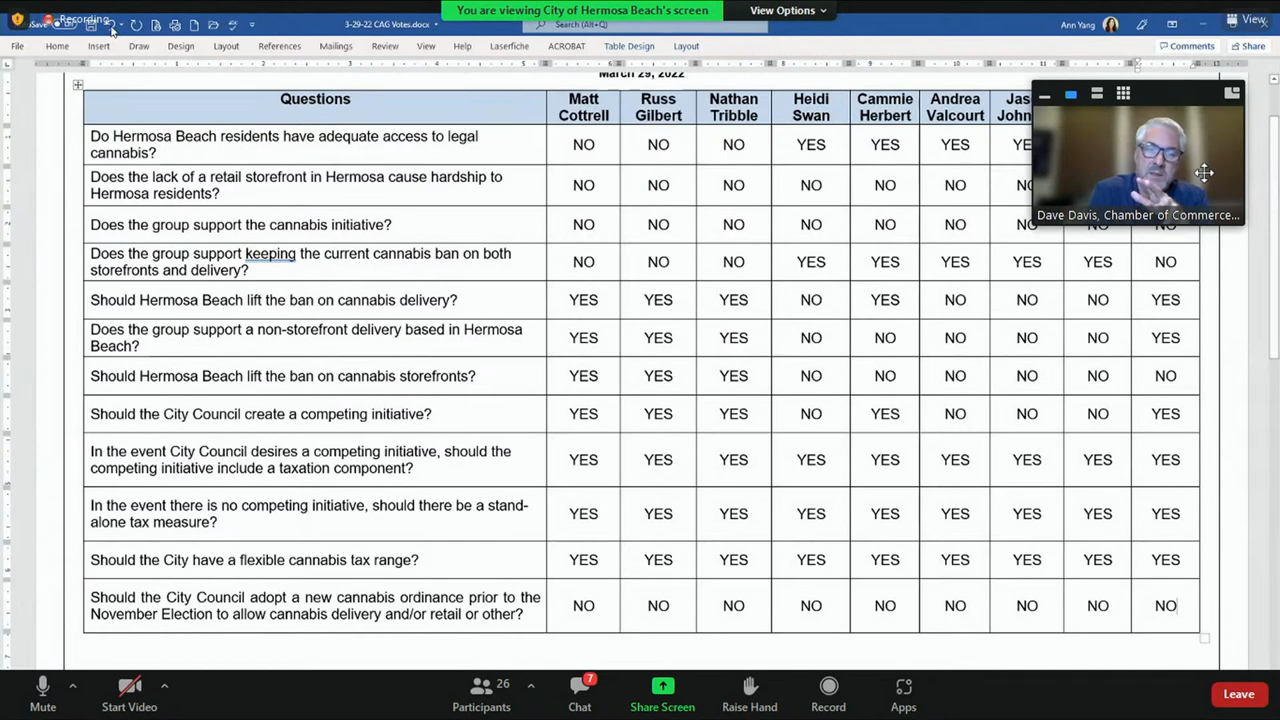 You are viewing City of Hermosa Beach's screen
View Options
Recording
3-29-22 CAG Votes.docx
Search (Alt+Q)
Ann Yang
View
File Home Insert Draw Design Layout References Mailings Review View Help Laserfiche ACROBAT Table Design Layout
Comments
Share
March 29, 2022
Questions Matt Cottrell Russ Gilbert Nathan Tribble Heidi Swan Cammie Herbert Andrea Valcourt
Do Hermosa Beach residents have adequate access to legal
cannabis?
NO NO NO YES YES YES
Does the lack of a retail storefront in Hermosa cause hardship to
Hermosa residents?
NO NO NO NO NO NO
Does the group support the cannabis initiative?
NO NO NO NO NO NO NO NO NO
Does the group support keeping the current cannabis ban on both
storefronts and delivery?
NO NO NO YES YES YES YES YES NO
Should Hermosa Beach lift the ban on cannabis delivery?
YES YES YES NO YES NO NO NO YES
Does the group support a non-storefront delivery based in Hermosa
Beach?
YES YES YES NO NO NO NO NO YES
Should Hermosa Beach lift the ban on cannabis storefronts?
YES YES YES NO NO NO NO NO NO
Should the City Council create a competing initiative?
YES YES YES NO YES NO NO NO YES
In the event City Council desires a competing initiative, should the
competing initiative include a taxation component?
YES YES YES YES YES YES YES YES YES
In the event there is no competing initiative, should there be a stand-
alone tax measure?
YES YES YES YES YES YES YES YES YES
Should the City have a flexible cannabis tax range?
YES YES YES YES YES YES YES YES YES
Should the City Council adopt a new cannabis ordinance prior to the
November Election to allow cannabis delivery and/or retail or other?
NO NO NO NO NO NO NO NO NO
Dave Davis, Chamber of Commerce...
Mute
Start Video
Participants 26
Chat 7
Share Screen
Raise Hand
Record
Apps
Leave